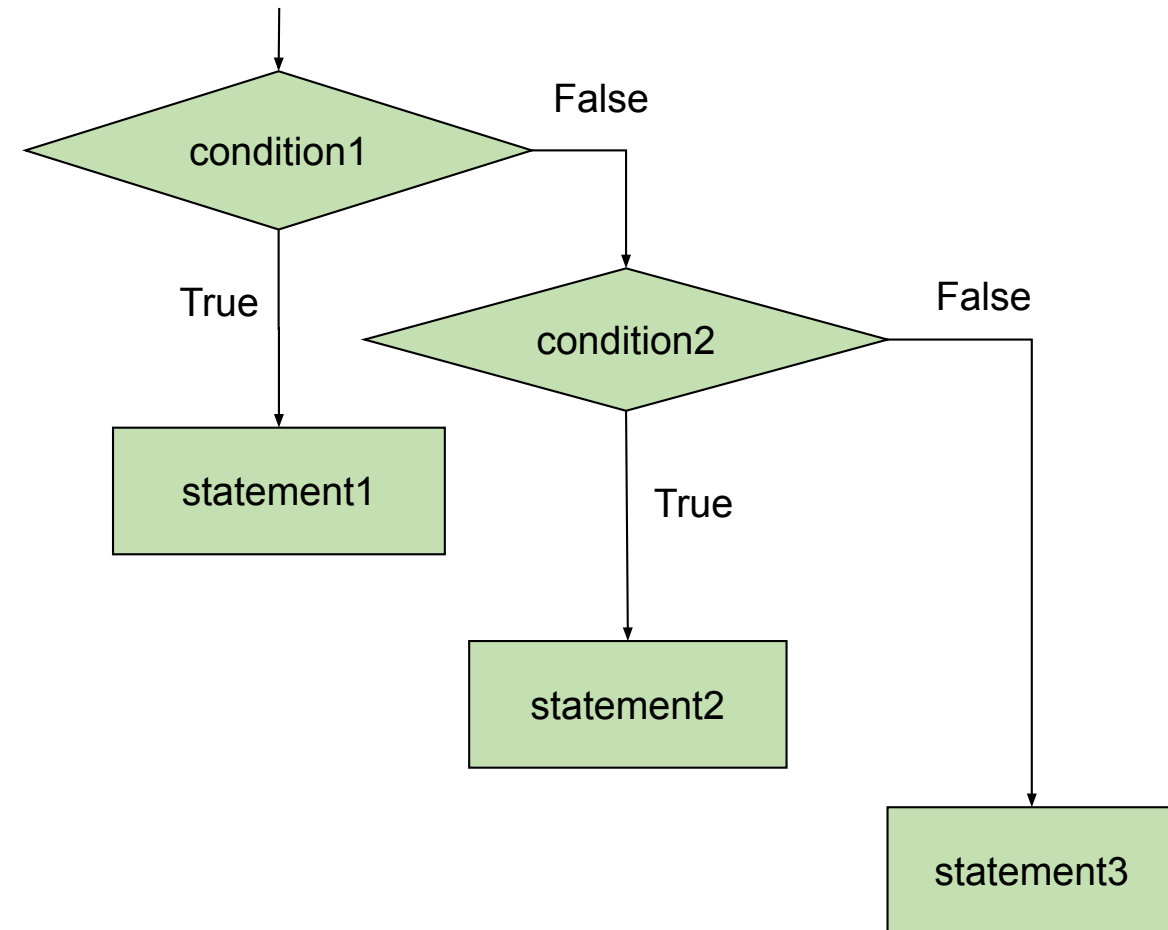 False
condition1
True
False
condition2
statement1
True
statement2
statement3